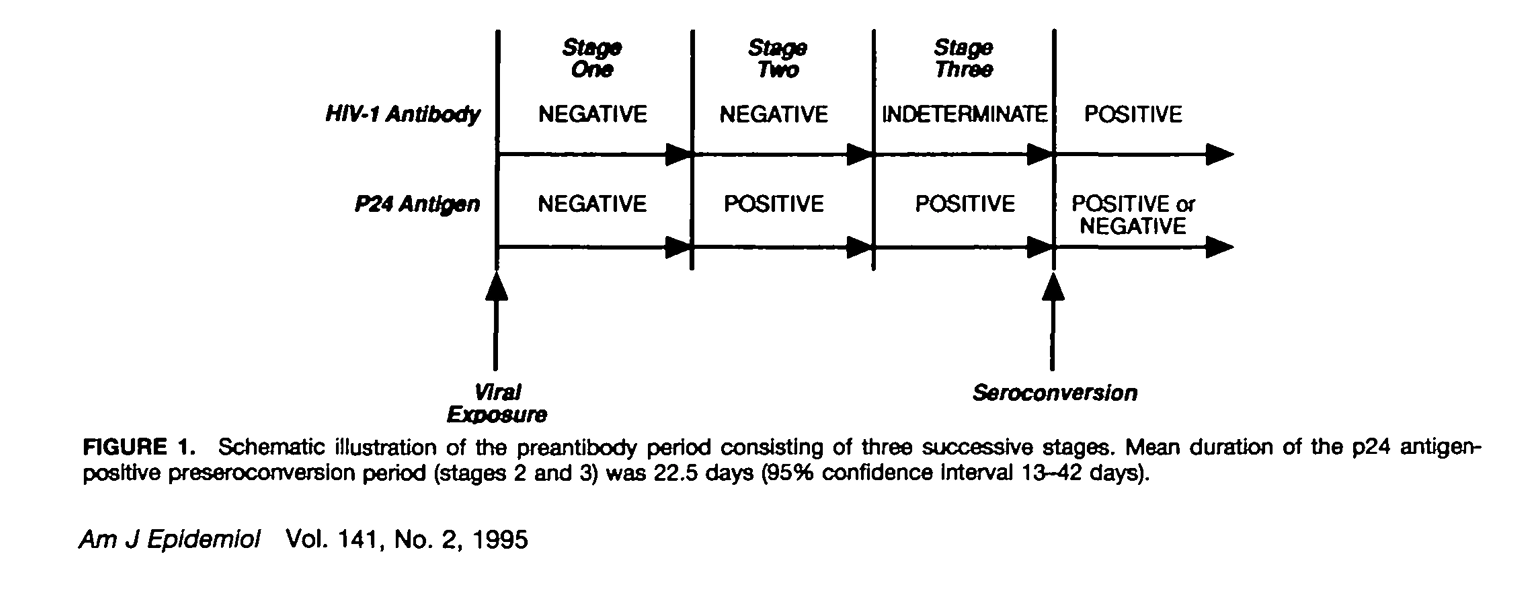 Stage Stage Stage
One Two Three
HIV-1 Antibody NEGATIVE NEGATIVE INDETERMINATE POSITIVE
P24 Antigen NEGATIVE POSITIVE POSITIVE POSITIVE or
NEGATIVE
Viral Seroconversion
Exposure
FIGURE 1. Schematic illustration of the preantibody period consisting of three successive stages. Mean duration of the p24 antigen-
positive preseroconversion period (stages 2 and 3) was 22.5 days (95% confidence interval 13–42 days).
Am J Epidemiol Vol. 141, No. 2, 1995